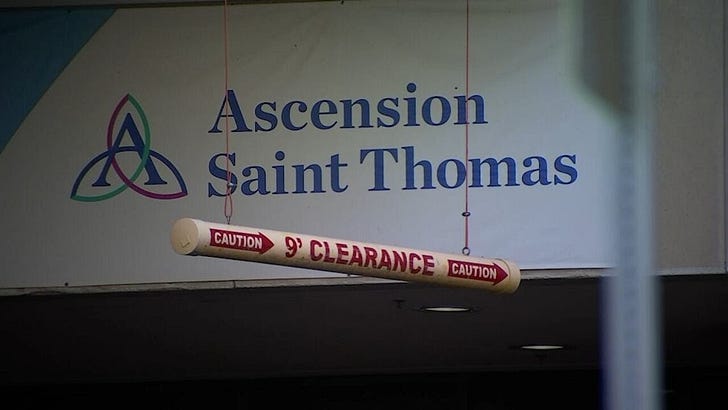 Ascension
Saint Thomas
A
CAUTION 9' CLEARANCE CAUTION